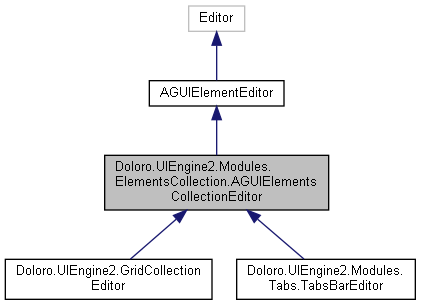 Editor
AGUIElementEditor
Doloro.UIEngine2.Modules.
ElementsCollection.AGUIElements
CollectionEditor
Doloro.UIEngine2.GridCollection
Editor
Doloro.UIEngine2.Modules.
Tabs.TabsBarEditor